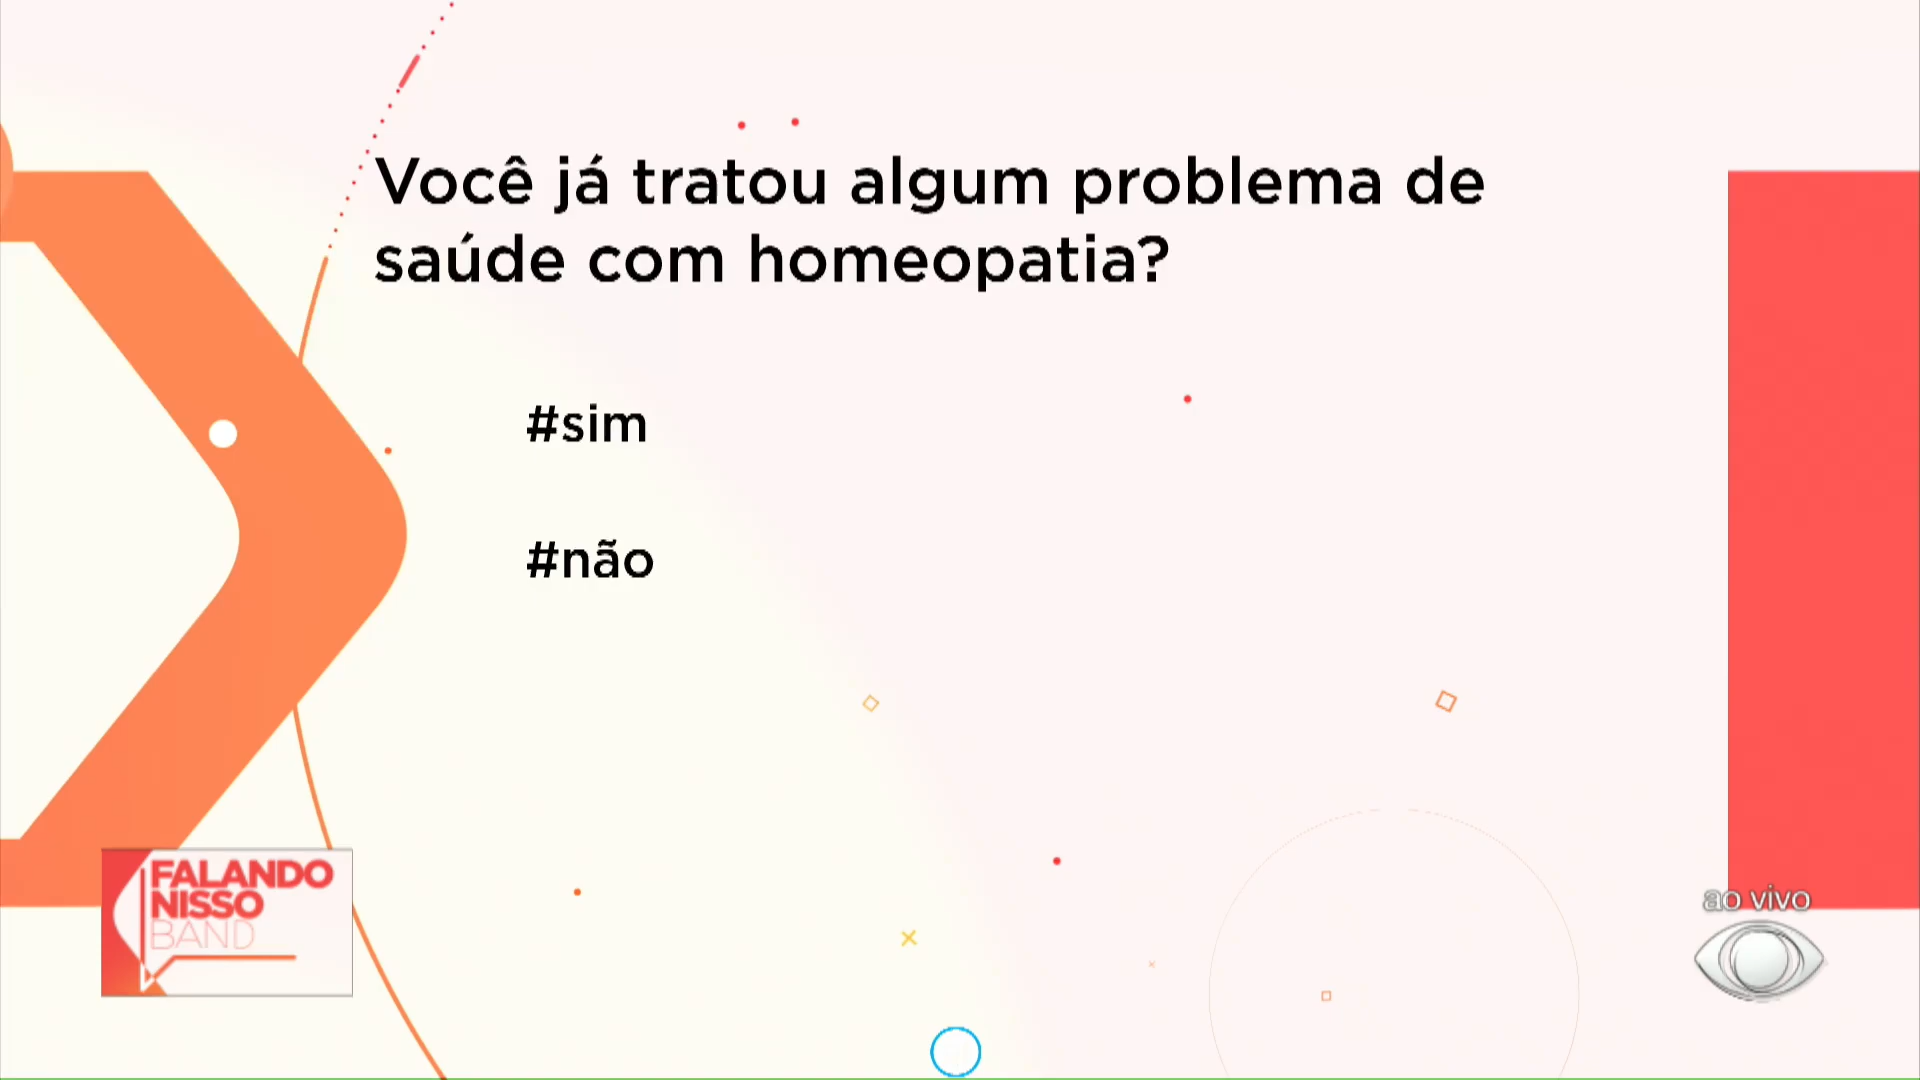 Você já tratou algum problema de
saúde com homeopatia?
#sim
#não
FALANDO
NISSO
BAND
ao vivo